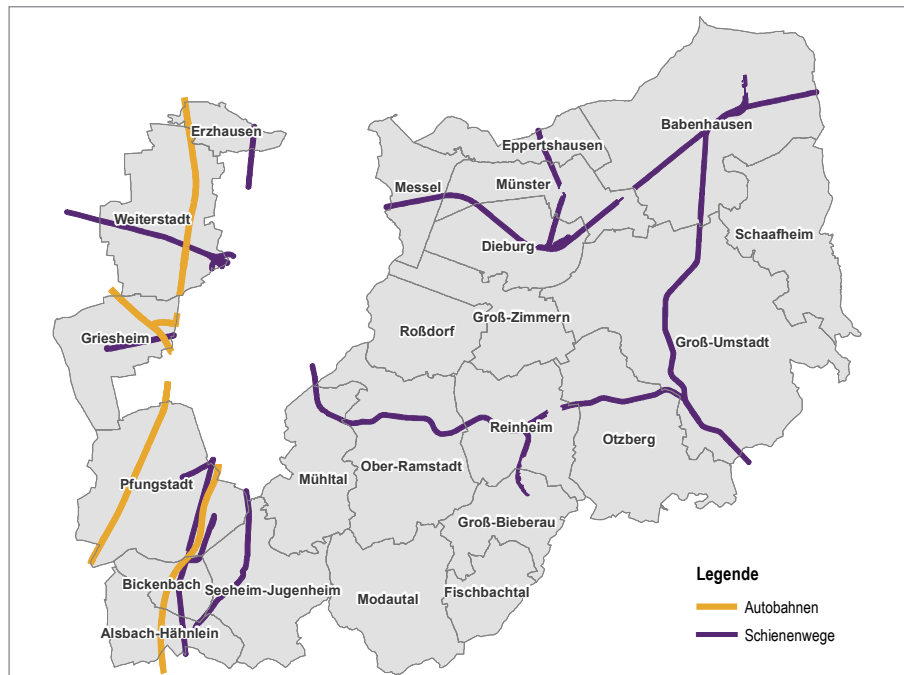 Erzhausen
Babenhausen
Eppertshausen
Münster
Messel
Weiterstadt
Schaafheim
Dieburg
Groß-Zimmern
Roßdorf
Griesheim
Groß-Umstadt
Reinheim
Otzberg
Ober-Ramstadt
Mühltal
Pfungstadt
Groß-Bieberau
Bickenbach
Seeheim-Jugenheim
Modautal
Fischbachtal
Alsbach-Hähnlein
Legende
Autobahnen
Schienenwege